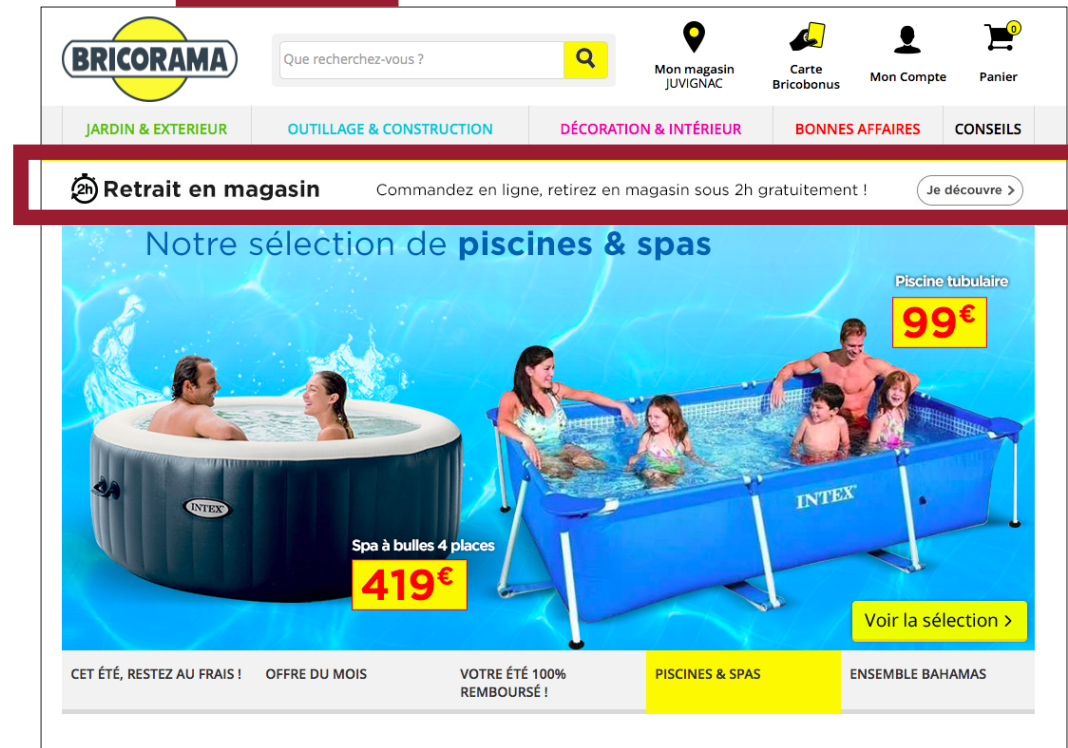 BRICORAMA
Que recherchez-vous ?
Mon magasin
JUVIGNAC
Carte
Bricobonus
Mon Compte
0
Panier
JARDIN & EXTERIEUR
OUTILLAGE & CONSTRUCTION
DÉCORATION & INTÉRIEUR
BONNES AFFAIRES
CONSEILS
2h Retrait en magasin
Commandez en ligne, retirez en magasin sous 2h gratuitement !
Je découvre >
Notre sélection de piscines & spas
Piscine tubulaire
99€
INTEX
INTEX
Spa à bulles 4 places
419€
Voir la sélection >
CET ÉTÉ, RESTEZ AU FRAIS !
OFFRE DU MOIS
VOTRE ÉTÉ 100%
REMBOURSÉ !
PISCINES & SPAS
ENSEMBLE BAHAMAS